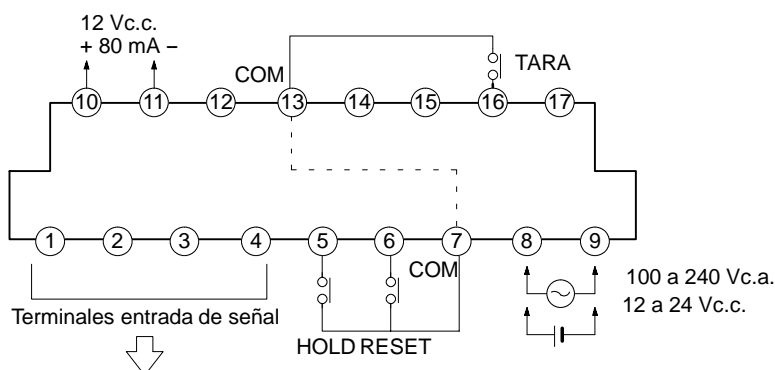 12 Vc.c.
+ 80 mA –
COM
TARA
10 11 12 13 14 15 16 17
1 2 3 4 5 6 7 8 9
COM
100 a 240 Vc.a.
12 a 24 Vc.c.
Terminales entrada de señal
HOLD RESET